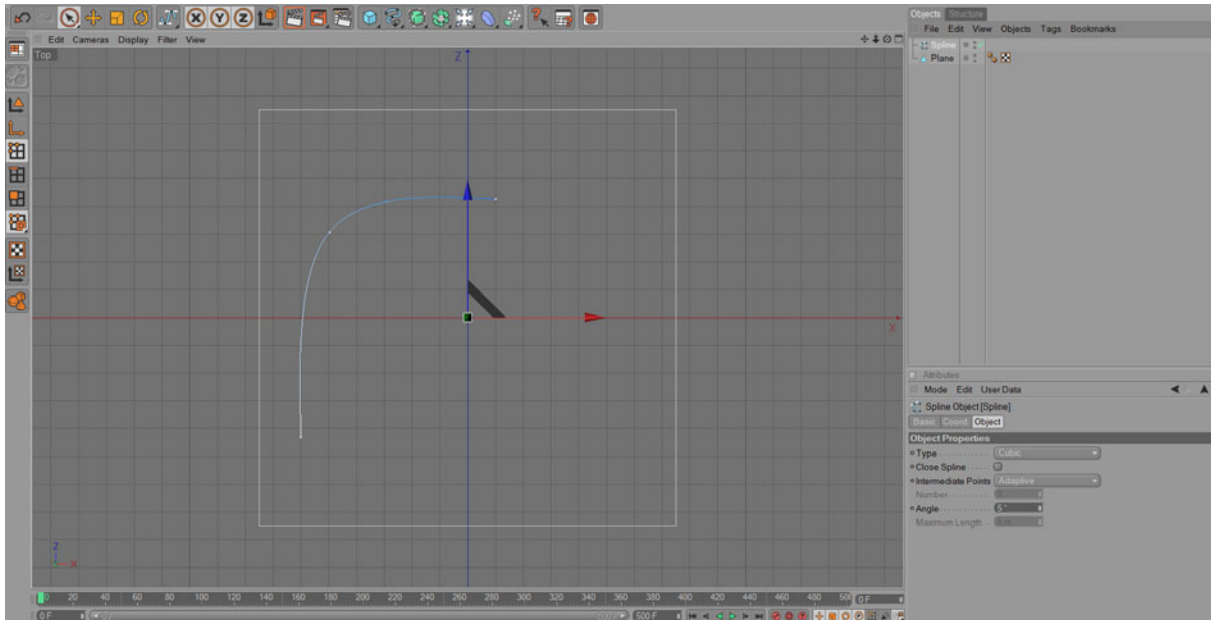 Objects Structure
File Edit View Objects Tags Bookmarks
Edit Cameras Display Filter View
Top
Z
Spline
Plane
X
Attributes
Mode Edit User Data
Spline Object [Spline]
Basic Coord. Object
Object Properties
Type Cubic
Close Spline
Intermediate Points Adaptive
Number
Angle 5°
Maximum Length
Z
X
0 20 40 60 80 100 120 140 160 180 200 220 240 260 280 300 320 340 360 380 400 420 440 460 480 500 0 F
0 F 500 F